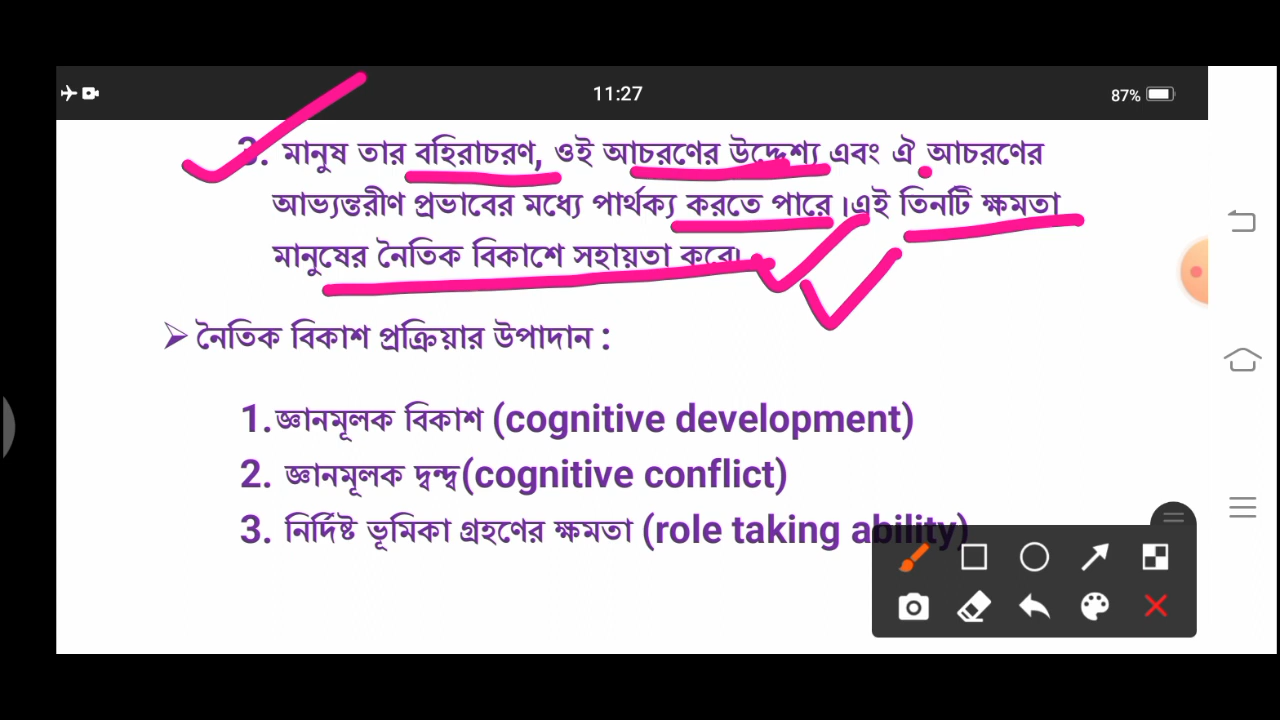 11:27
87%
3. মানুষ তার বহিরাচরণ, ওই আচরণের উদ্দেশ্য এবং ঐ আচরণের
আভ্যন্তরীণ প্রভাবের মধ্যে পার্থক্য করতে পারে।এই তিনটি ক্ষমতা
মানুষের নৈতিক বিকাশে সহায়তা করে।
➢ নৈতিক বিকাশ প্রক্রিয়ার উপাদান :
1.জ্ঞানমূলক বিকাশ (cognitive development)
2. জ্ঞানমূলক দ্বন্দ্ব(cognitive conflict)
3. নির্দিষ্ট ভূমিকা গ্রহণের ক্ষমতা (role taking ability)